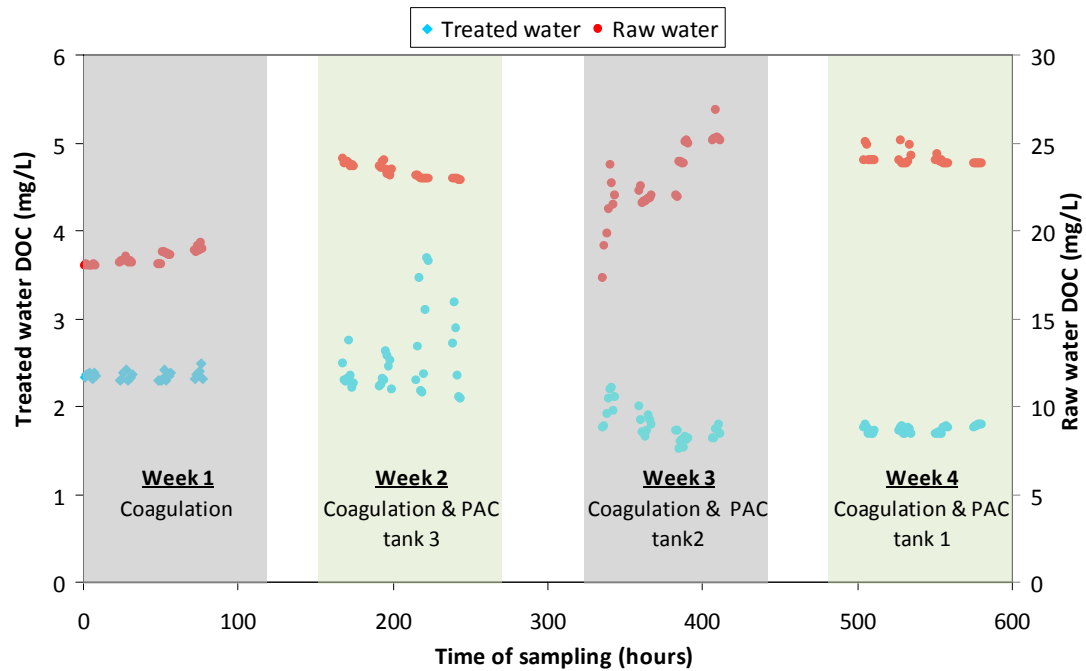 Treated water Raw water
6
5
4
3
2
1
0
Treated water DOC (mg/L)
30
25
20
15
10
5
0
Raw water DOC (mg/L)
Week 1
Coagulation
Week 2
Coagulation & PAC
tank 3
Week 3
Coagulation & PAC
tank2
Week 4
Coagulation & PAC
tank 1
0 100 200 300 400 500 600
Time of sampling (hours)